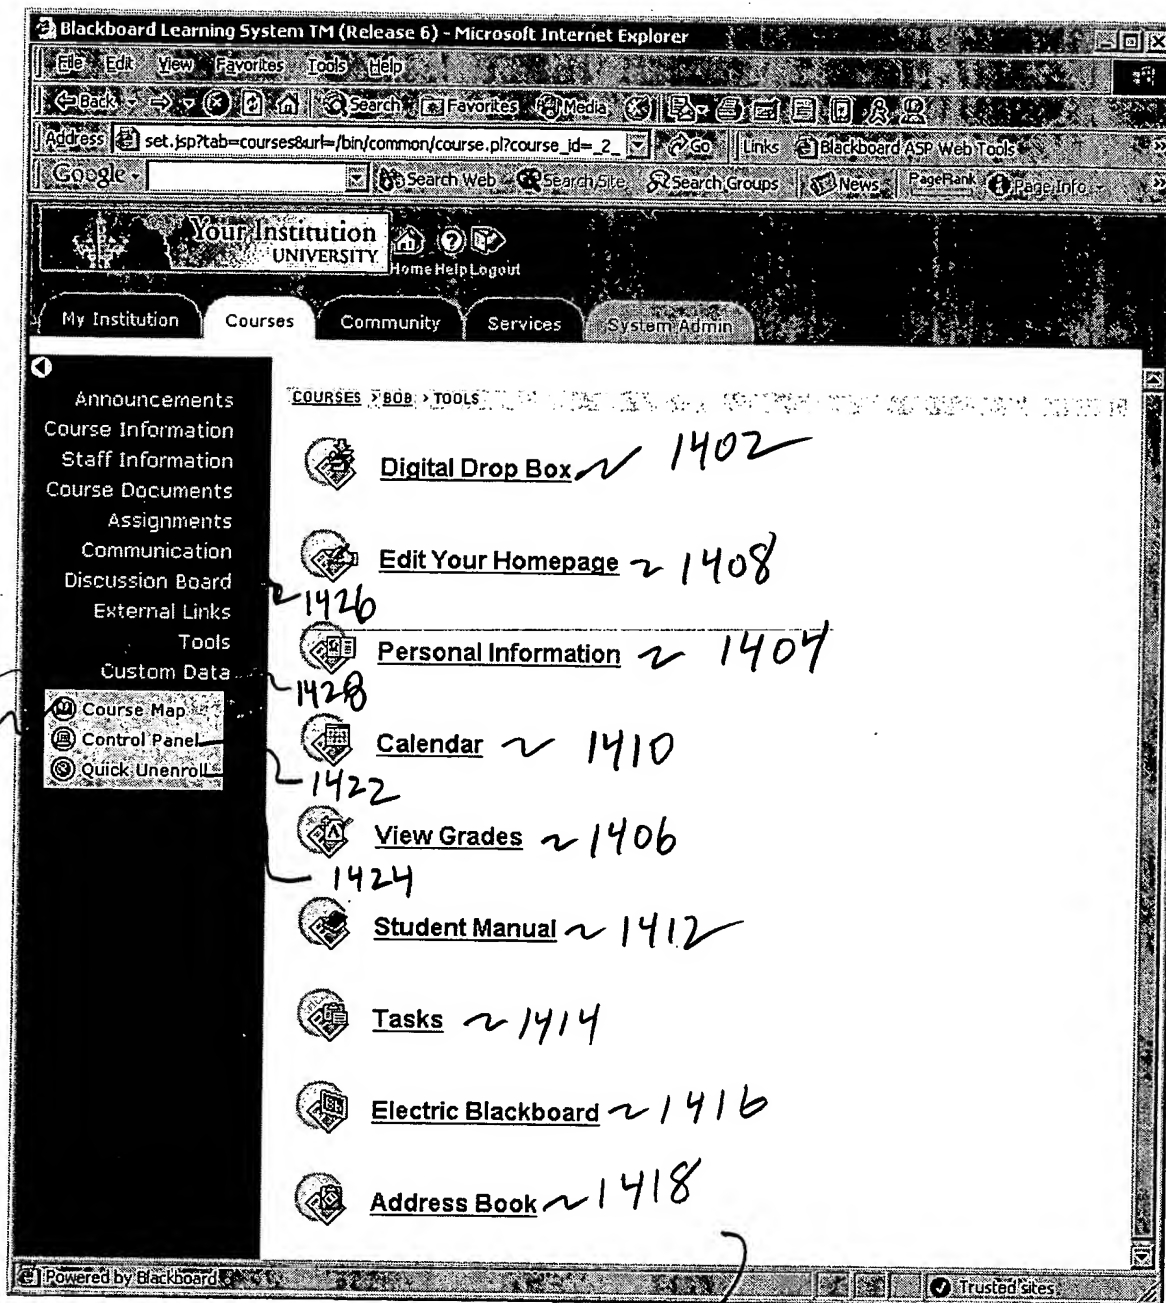 Blackboard Learning System TM (Release 6) - Microsoft Internet Explorer
File Edit View Favorites Tools Help
Back Search Favorites Media
Address set.jsp?tab=courses&url=/bin/common/course.pl?course_id=_2_ Go Links Blackboard ASP Web Tools
Google Search Web Search Site Search Groups News PageRank Page Info
Your Institution
UNIVERSITY
Home Help Logout
My Institution Courses Community Services System Admin
Announcements
Course Information
Staff Information
Course Documents
Assignments
Communication
Discussion Board
1426
External Links
Tools
Custom Data
1428
Course Map
Control Panel
1422
Quick Unenroll
1424
COURSES > BOB > TOOLS
Digital Drop Box 1402
Edit Your Homepage 1408
Personal Information 1404
Calendar 1410
View Grades 1406
Student Manual 1412
Tasks 1414
Electric Blackboard 1416
Address Book 1418
Powered by Blackboard Trusted sites